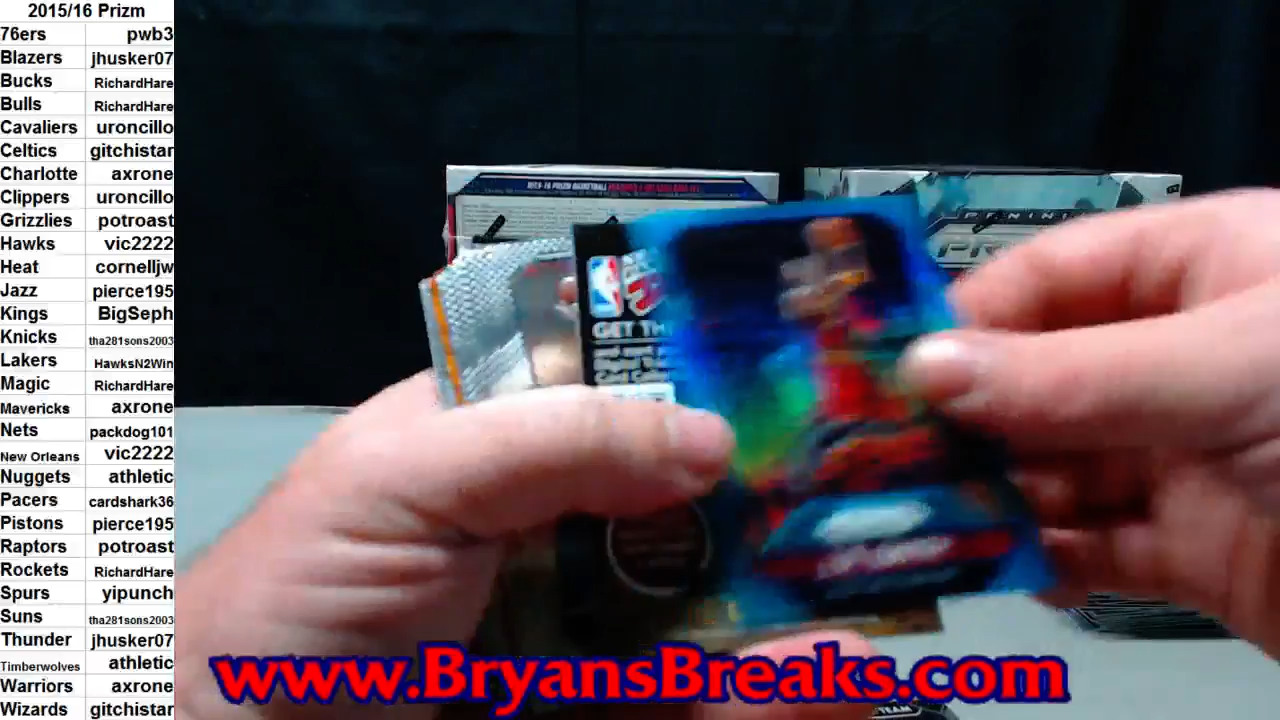 2015/16 Prizm
76ers pwb3
Blazers jhusker07
Bucks RichardHare
Bulls RichardHare
Cavaliers uroncillo
Celtics gitchistar
Charlotte axrone
Clippers uroncillo
Grizzlies potroast
Hawks vic2222
Heat cornelljw
Jazz pierce195
Kings BigSeph
Knicks tha281sons2003
Lakers HawksN2Win
Magic RichardHare
Mavericks axrone
Nets packdog101
New Orleans vic2222
Nuggets athletic
Pacers cardshark36
Pistons pierce195
Raptors potroast
Rockets RichardHare
Spurs yipunch
Suns tha281sons2003
Thunder jhusker07
Timberwolves athletic
Warriors axrone
Wizards gitchistar
PANINI
GET
www.BryansBreaks.com